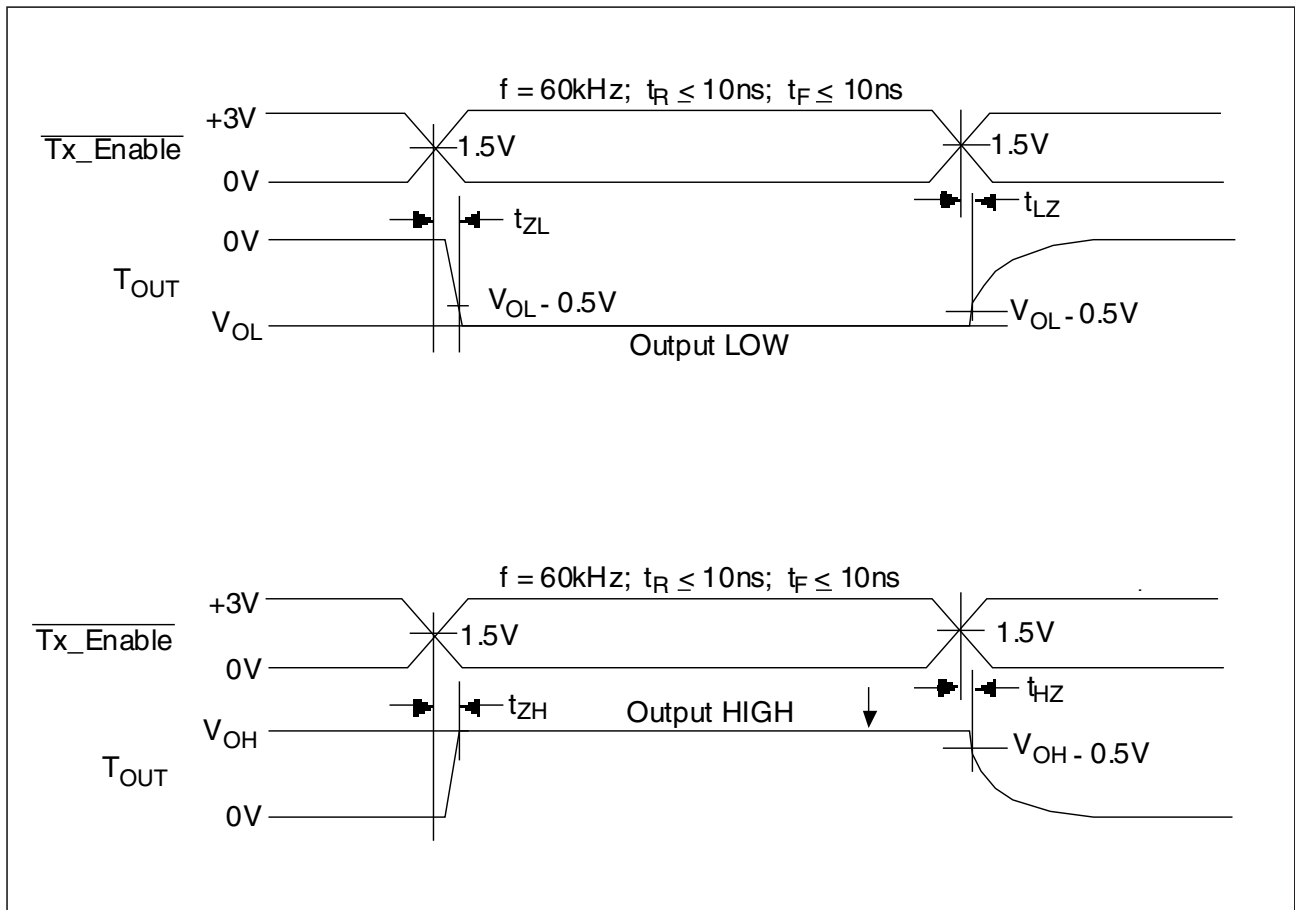 f = 60kHz; tR ≤ 10ns; tF ≤ 10ns
+3V
Tx_Enable
1.5V
1.5V
0V
tZL
tLZ
0V
TOUT
VOL - 0.5V
VOL - 0.5V
VOL
Output LOW
f = 60kHz; tR ≤ 10ns; tF ≤ 10ns
+3V
Tx_Enable
1.5V
1.5V
0V
tZH
tHZ
Output HIGH
VOH
VOH - 0.5V
TOUT
0V